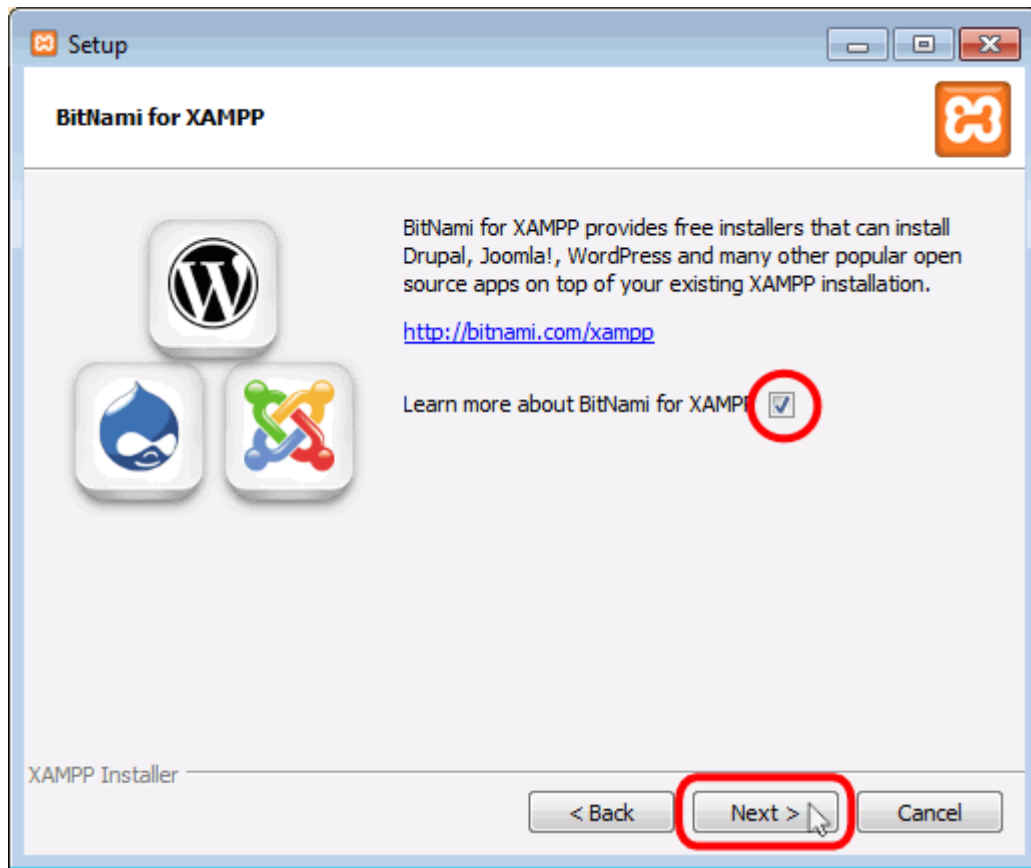 Setup
BitNami for XAMPP
BitNami for XAMPP provides free installers that can install
Drupal, Joomla!, WordPress and many other popular open
source apps on top of your existing XAMPP installation.
http://bitnami.com/xampp
Learn more about BitNami for XAMPP
XAMPP Installer
< Back
Next >
Cancel